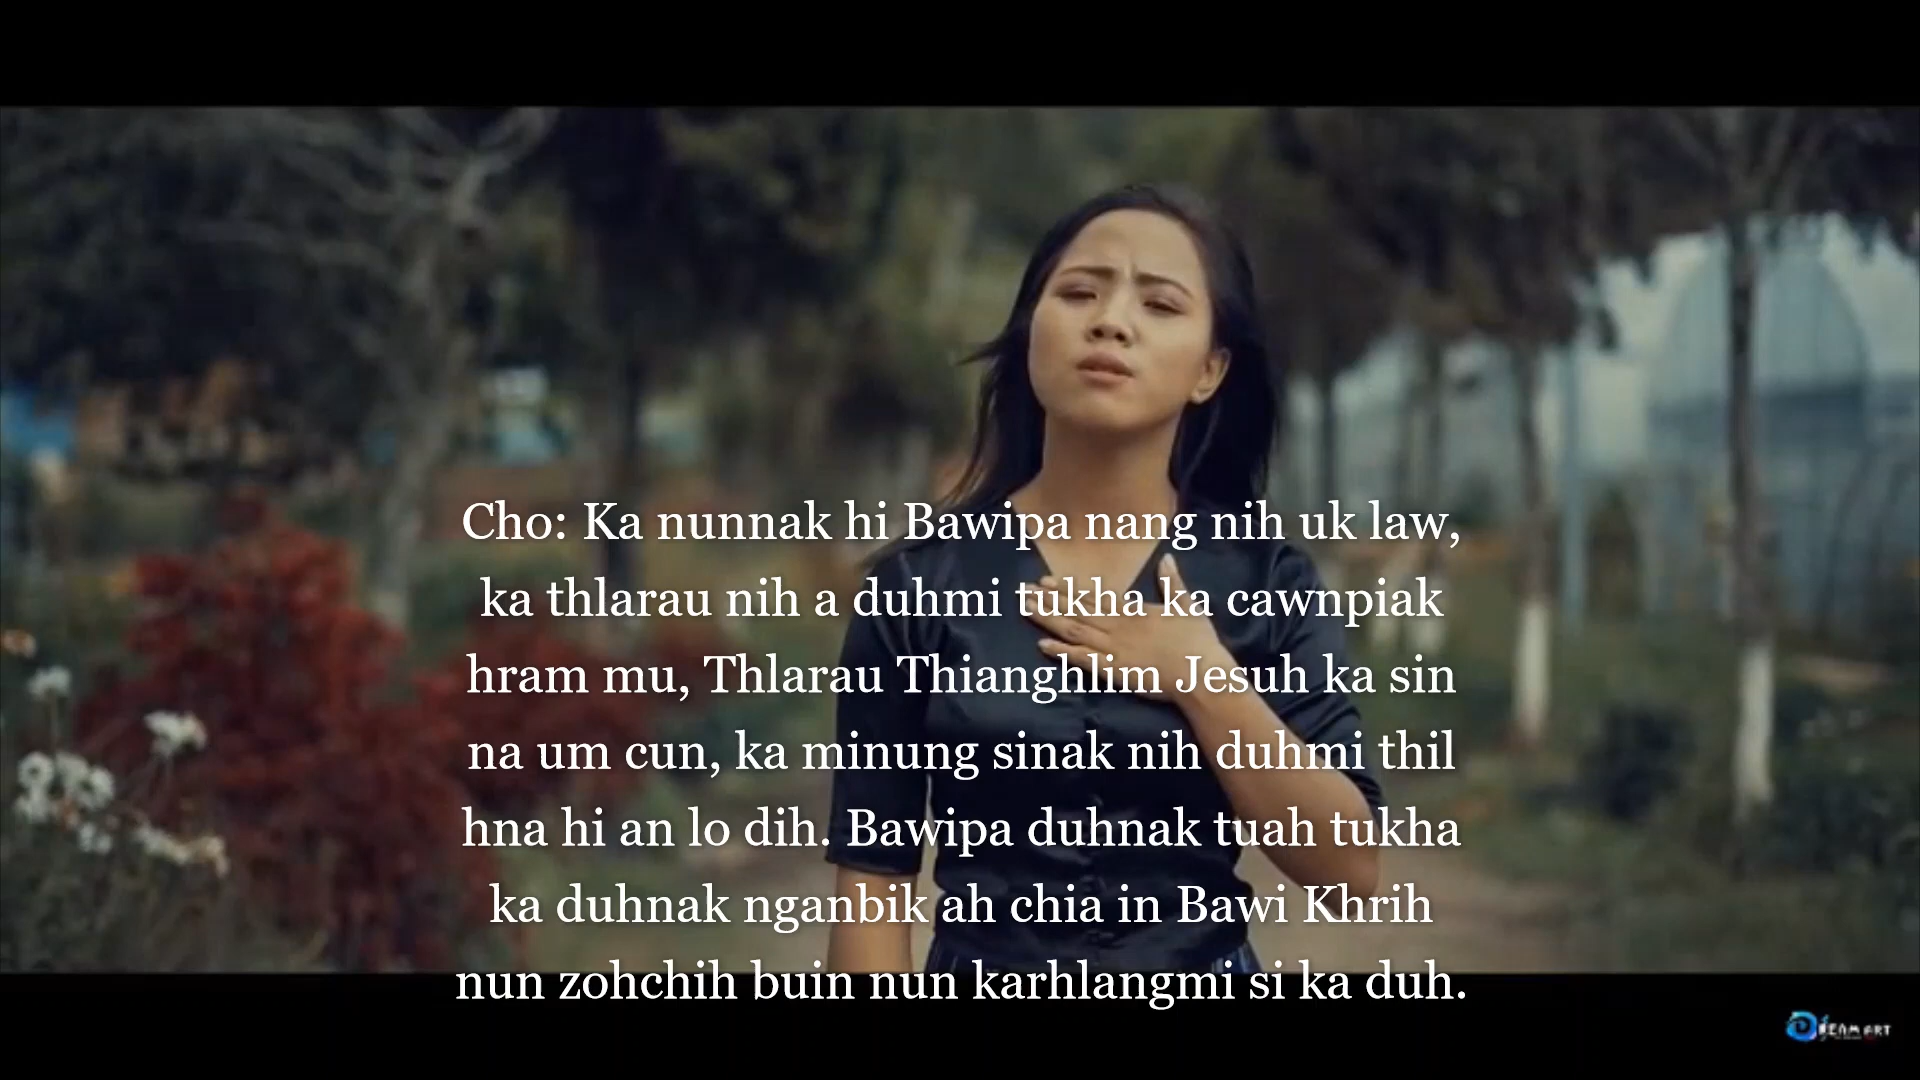 Cho: Ka nunnak hi Bawipa nang nih uk law,
ka thlarau nih a duhmi tukha ka cawnpiak
hram mu, Thlarau Thianghlim Jesuh ka sin
na um cun, ka minung sinak nih duhmi thil
hna hi an lo dih. Bawipa duhnak tuah tukha
ka duhnak nganbik ah chia in Bawi Khrih
nun zohchih buin nun karhlangmi si ka duh.
DREAM ART